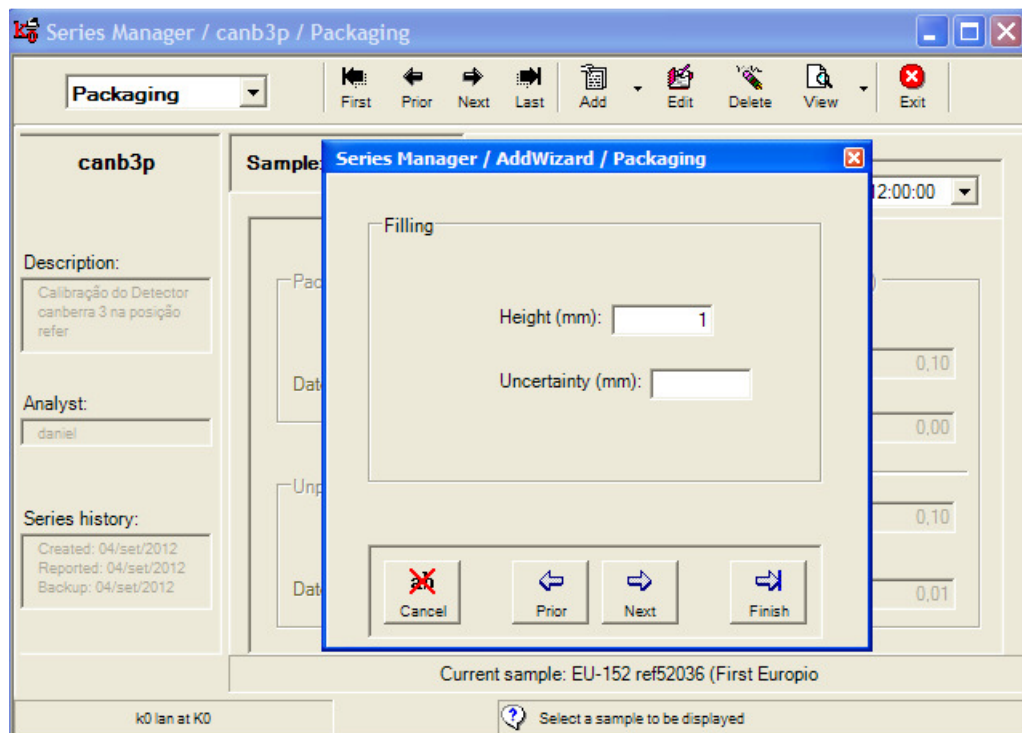 Series Manager / canb3p / Packaging
Packaging
First Prior Next Last Add Edit Delete View Exit
canb3p
Description:
Calibração do Detector
canberra 3 na posição
refer
Analyst:
daniel
Series history:
Created: 04/set/2012
Reported: 04/set/2012
Backup: 04/set/2012
Sample:
12:00:00
Pac
Date
0,10
0,00
Unp
Date
0,10
0,01
Series Manager / AddWizard / Packaging
Filling
Height (mm): 1
Uncertainty (mm):
Cancel Prior Next Finish
Current sample: EU-152 ref52036 (First Europio
k0 lan at K0
Select a sample to be displayed